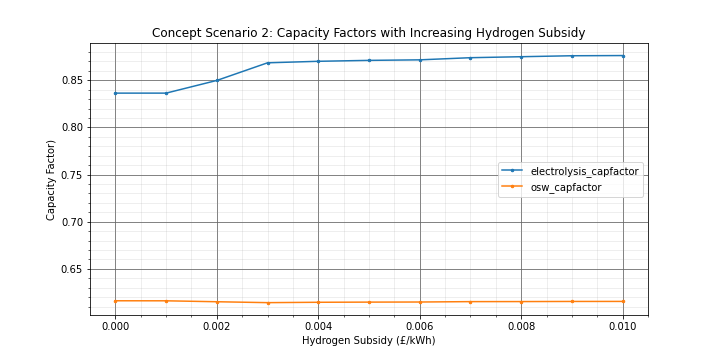 Concept Scenario 2: Capacity Factors with Increasing Hydrogen Subsidy
Capacity Factor)
0.85
0.80
0.75
0.70
0.65
electrolysis_capfactor
osw_capfactor
0.000 0.002 0.004 0.006 0.008 0.010
Hydrogen Subsidy (£/kWh)